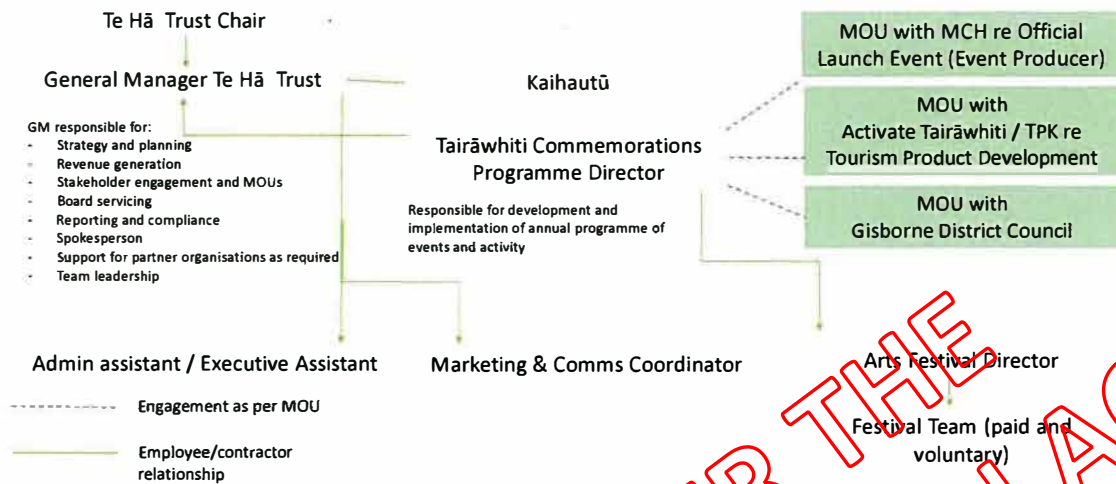 Te Hā Trust Chair
General Manager Te Hā Trust
GM responsible for:
- Strategy and planning
- Revenue generation
- Stakeholder engagement and MOUs
- Board servicing
- Reporting and compliance
- Spokesperson
- Support for partner organisations as required
- Team leadership
Kaihautū
Tairāwhiti Commemorations
Programme Director
Responsible for development and
implementation of annual programme of
events and activity
MOU with MCH re Official
Launch Event (Event Producer)
MOU with
Activate Tairāwhiti / TPK re
Tourism Product Development
MOU with
Gisborne District Council
Admin assistant / Executive Assistant
Marketing & Comms Coordinator
Arts Festival Director
Festival Team (paid and
voluntary)
Engagement as per MOU
Employee/contractor
relationship
THE